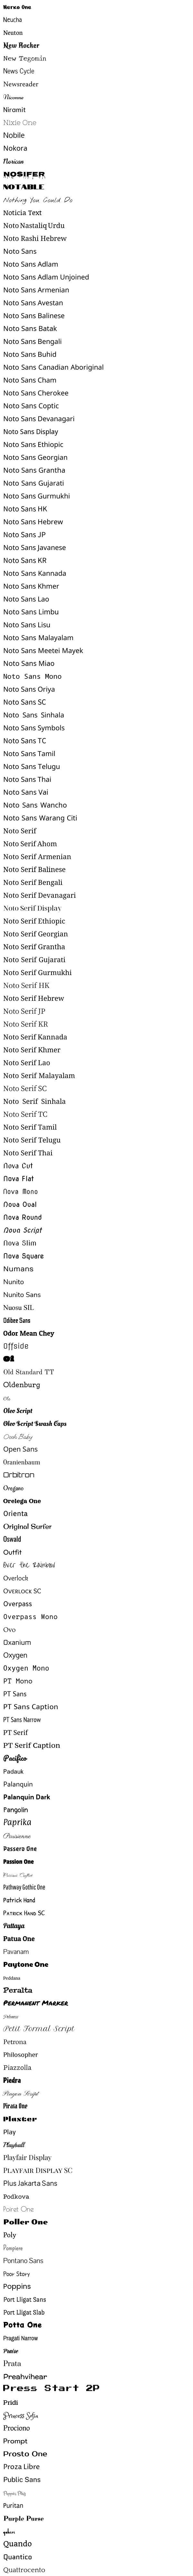 Nerko One
Neucha
Neuton
New Rocker
New Tegomin
News Cycle
Newsreader
Niconne
Niramit
Nixie One
Nobile
Nokora
Norican
Nosifer
Notable
Nothing You Could Do
Noticia Text
Noto Nastaliq Urdu
Noto Rashi Hebrew
Noto Sans
Noto Sans Adlam
Noto Sans Adlam Unjoined
Noto Sans Armenian
Noto Sans Avestan
Noto Sans Balinese
Noto Sans Batak
Noto Sans Bengali
Noto Sans Buhid
Noto Sans Canadian Aboriginal
Noto Sans Cham
Noto Sans Cherokee
Noto Sans Coptic
Noto Sans Devanagari
Noto Sans Display
Noto Sans Ethiopic
Noto Sans Georgian
Noto Sans Grantha
Noto Sans Gujarati
Noto Sans Gurmukhi
Noto Sans HK
Noto Sans Hebrew
Noto Sans JP
Noto Sans Javanese
Noto Sans KR
Noto Sans Kannada
Noto Sans Khmer
Noto Sans Lao
Noto Sans Limbu
Noto Sans Lisu
Noto Sans Malayalam
Noto Sans Meetei Mayek
Noto Sans Miao
Noto Sans Mono
Noto Sans Oriya
Noto Sans SC
Noto Sans Sinhala
Noto Sans Symbols
Noto Sans TC
Noto Sans Tamil
Noto Sans Telugu
Noto Sans Thai
Noto Sans Vai
Noto Sans Wancho
Noto Sans Warang Citi
Noto Serif
Noto Serif Ahom
Noto Serif Armenian
Noto Serif Balinese
Noto Serif Bengali
Noto Serif Devanagari
Noto Serif Display
Noto Serif Ethiopic
Noto Serif Georgian
Noto Serif Grantha
Noto Serif Gujarati
Noto Serif Gurmukhi
Noto Serif HK
Noto Serif Hebrew
Noto Serif JP
Noto Serif KR
Noto Serif Kannada
Noto Serif Khmer
Noto Serif Lao
Noto Serif Malayalam
Noto Serif SC
Noto Serif Sinhala
Noto Serif TC
Noto Serif Tamil
Noto Serif Telugu
Noto Serif Thai
Nova Cut
Nova Flat
Nova Mono
Nova Oval
Nova Round
Nova Script
Nova Slim
Nova Square
Numans
Nunito
Nunito Sans
Nuosu SIL
Odibee Sans
Odor Mean Chey
Offside
Oi
Old Standard TT
Oldenburg
Ole
Oleo Script
Oleo Script Swash Caps
Oooh Baby
Open Sans
Oranienbaum
Orbitron
Oregano
Orelega One
Orienta
Original Surfer
Oswald
Outfit
Over the Rainbow
Overlock
Overlock SC
Overpass
Overpass Mono
Ovo
Oxanium
Oxygen
Oxygen Mono
PT Mono
PT Sans
PT Sans Caption
PT Sans Narrow
PT Serif
PT Serif Caption
Pacifico
Padauk
Palanquin
Palanquin Dark
Pangolin
Paprika
Parisienne
Passero One
Passion One
Passions Conflict
Pathway Gothic One
Patrick Hand
Patrick Hand SC
Pattaya
Patua One
Pavanam
Paytone One
Peddana
Peralta
Permanent Marker
Petemoss
Petit Formal Script
Petrona
Philosopher
Piazzolla
Piedra
Pinyon Script
Pirata One
Plaster
Play
Playball
Playfair Display
Playfair Display SC
Plus Jakarta Sans
Podkova
Poiret One
Poller One
Poly
Pompiere
Pontano Sans
Poor Story
Poppins
Port Lligat Sans
Port Lligat Slab
Potta One
Pragati Narrow
Praise
Prata
Preahvihear
Press Start 2P
Pridi
Princess Sofia
Prociono
Prompt
Prosto One
Proza Libre
Public Sans
Puppies Play
Puritan
Purple Purse
Qahiri
Quando
Quantico
Quattrocento